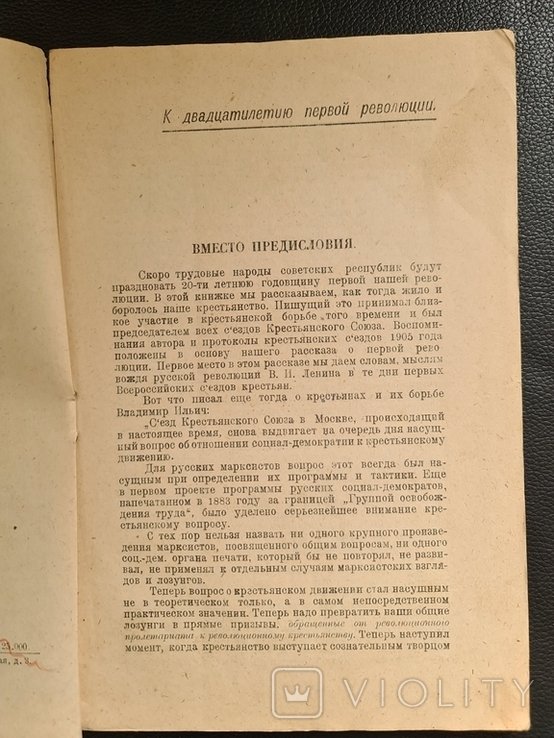 К двадцатилетию первой революции.
ВМЕСТО ПРЕДИСЛОВИЯ.
Скоро трудовые народы советских республик будут
праздновать 20-ти летнюю годовщину первой нашей рево-
люции. В этой книжке мы рассказываем, как тогда жило и
боролось наше крестьянство. Пишущий это принимал близ-
кое участие в крестьянской борьбе того времени и был
председателем всех с'ездов Крестьянского Союза. Воспоми-
нания автора и протоколы крестьянских с'ездов 1905 года
положены в основу нашего рассказа о первой рево-
люции. Первое место в этом рассказе мы даем словам, мыслям
вождя русской революции В. И. Ленина в те дни первых
Всероссийских с'ездов крестьян.
Вот что писал еще тогда о крестьянах и их борьбе
Владимир Ильич:
„С'езд Крестьянского Союза в Москве, происходящий
в настоящее время, снова выдвигает на очередь дня насущ-
ный вопрос об отношении социал-демократии к крестьянскому
движению.
Для русских марксистов вопрос этот всегда был на-
сущным при определении их программы и тактики. Еще
в первом проекте программы русских социал-демократов,
напечатанном в 1883 году за границей „Группой освобож-
дения труда", было уделено серьезнейшее внимание кре-
стьянскому вопросу.
С тех пор нельзя назвать ни одного крупного произве-
дения марксистов, посвященного общим вопросам, ни одного
соц.-дем. органа печати, который бы не повторял, не разви-
вал, не применял к отдельным случаям марксистских взгля-
дов и лозунгов.
Теперь вопрос о крестьянском движении стал насущным
не в теоретическом только, а в самом непосредственном
практическом значении. Теперь надо превратить наши общие
лозунги в прямые призывы, обращенные от революционного
пролетариата к революционному крестьянству. Теперь наступил
момент, когда крестьянство выступает сознательным творцом
25.000
ая, д. 3.
VIOLITY